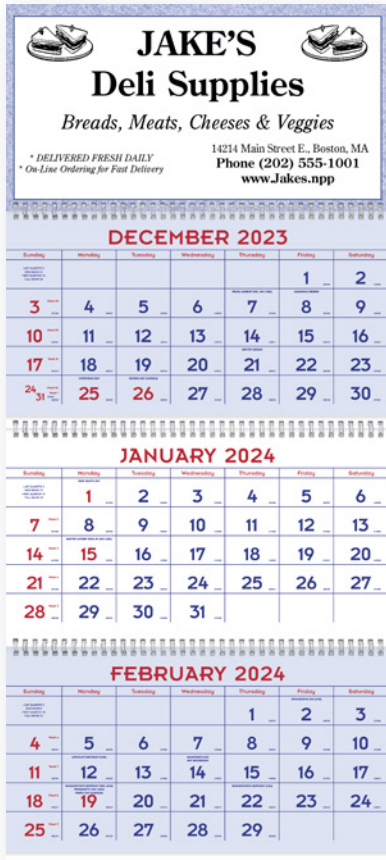 JAKE'S
Deli Supplies
Breads, Meats, Cheeses & Veggies
* DELIVERED FRESH DAILY
* On-Line Ordering for Fast Delivery
14214 Main Street E., Boston, MA
Phone (202) 555-1001
www.Jakes.npp
DECEMBER 2023
Sunday Monday Tuesday Wednesday Thursday Friday Saturday
1 2
3 4 5 6 7 8 9
10 11 12 13 14 15 16
17 18 19 20 21 22 23
24 31 25 26 27 28 29 30
JANUARY 2024
Sunday Monday Tuesday Wednesday Thursday Friday Saturday
1 2 3 4 5 6
7 8 9 10 11 12 13
14 15 16 17 18 19 20
21 22 23 24 25 26 27
28 29 30 31
FEBRUARY 2024
Sunday Monday Tuesday Wednesday Thursday Friday Saturday
1 2 3
4 5 6 7 8 9 10
11 12 13 14 15 16 17
18 19 20 21 22 23 24
25 26 27 28 29